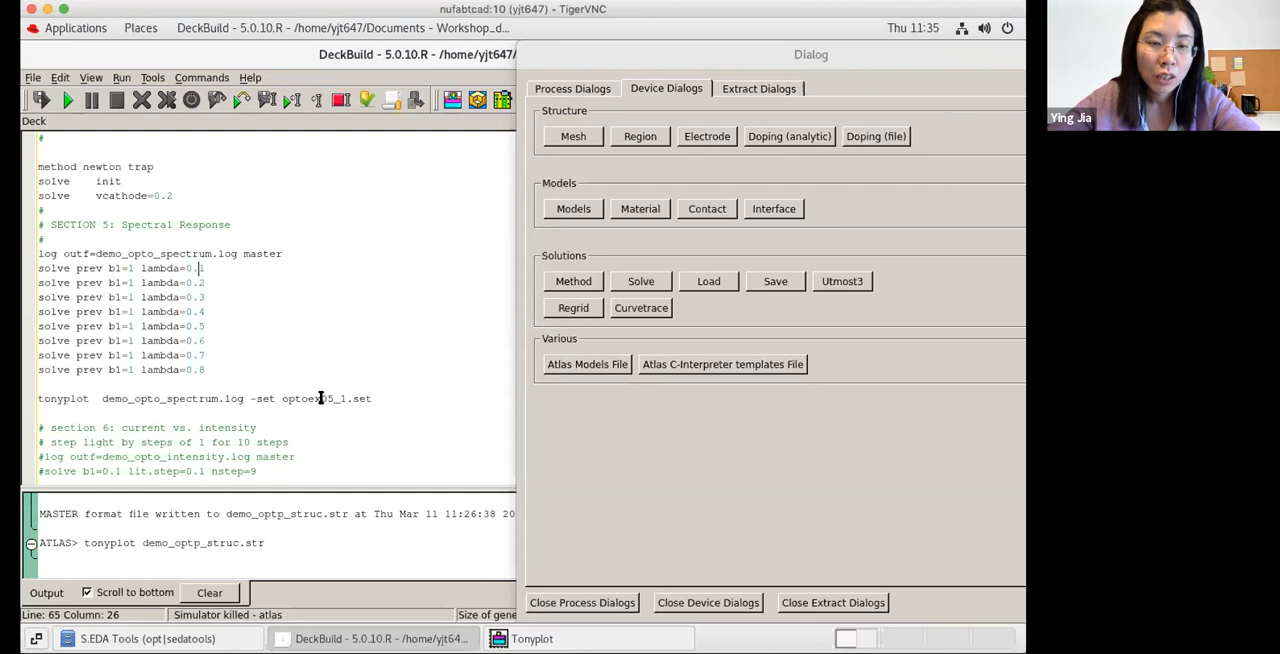 nufabtcad:10 (yjt647) - TigerVNC
Applications Places DeckBuild - 5.0.10.R - /home/yjt647/Documents - Workshop_d... Thu 11:35
DeckBuild - 5.0.10.R - /home/yjt647/
Dialog
File Edit View Run Tools Commands Help
Process Dialogs Device Dialogs Extract Dialogs
Deck
Structure
Mesh Region Electrode Doping (analytic) Doping (file)
Models
Models Material Contact Interface
Solutions
Method Solve Load Save Utmost3
Regrid Curvetrace
Various
Atlas Models File Atlas C-Interpreter templates File
Close Process Dialogs Close Device Dialogs Close Extract Dialogs
#
method newton trap
solve init
solve vcathode=0.2
#
# SECTION 5: Spectral Response
#
log outf=demo_opto_spectrum.log master
solve prev b1=1 lambda=0.1
solve prev b1=1 lambda=0.2
solve prev b1=1 lambda=0.3
solve prev b1=1 lambda=0.4
solve prev b1=1 lambda=0.5
solve prev b1=1 lambda=0.6
solve prev b1=1 lambda=0.7
solve prev b1=1 lambda=0.8
tonyplot demo_opto_spectrum.log -set optoex05_1.set
# section 6: current vs. intensity
# step light by steps of 1 for 10 steps
#log outf=demo_opto_intensity.log master
#solve b1=0.1 lit.step=0.1 nstep=9
MASTER format file written to demo_optp_struc.str at Thu Mar 11 11:26:38 20
ATLAS> tonyplot demo_optp_struc.str
Output Scroll to bottom Clear
Line: 65 Column: 26 Simulator killed - atlas Size of gene
S.EDA Tools (opt|sedatools) DeckBuild - 5.0.10.R - /home/yjt64... Tonyplot
Ying Jia